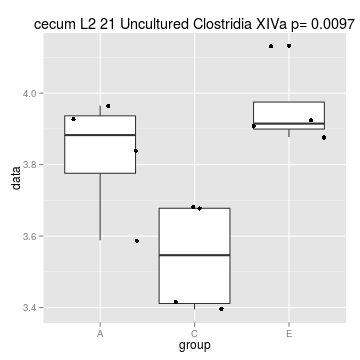 cecum L2 21 Uncultured Clostridia XIVa p= 0.0097
4.0
3.8
3.6
3.4
data
A C E
group